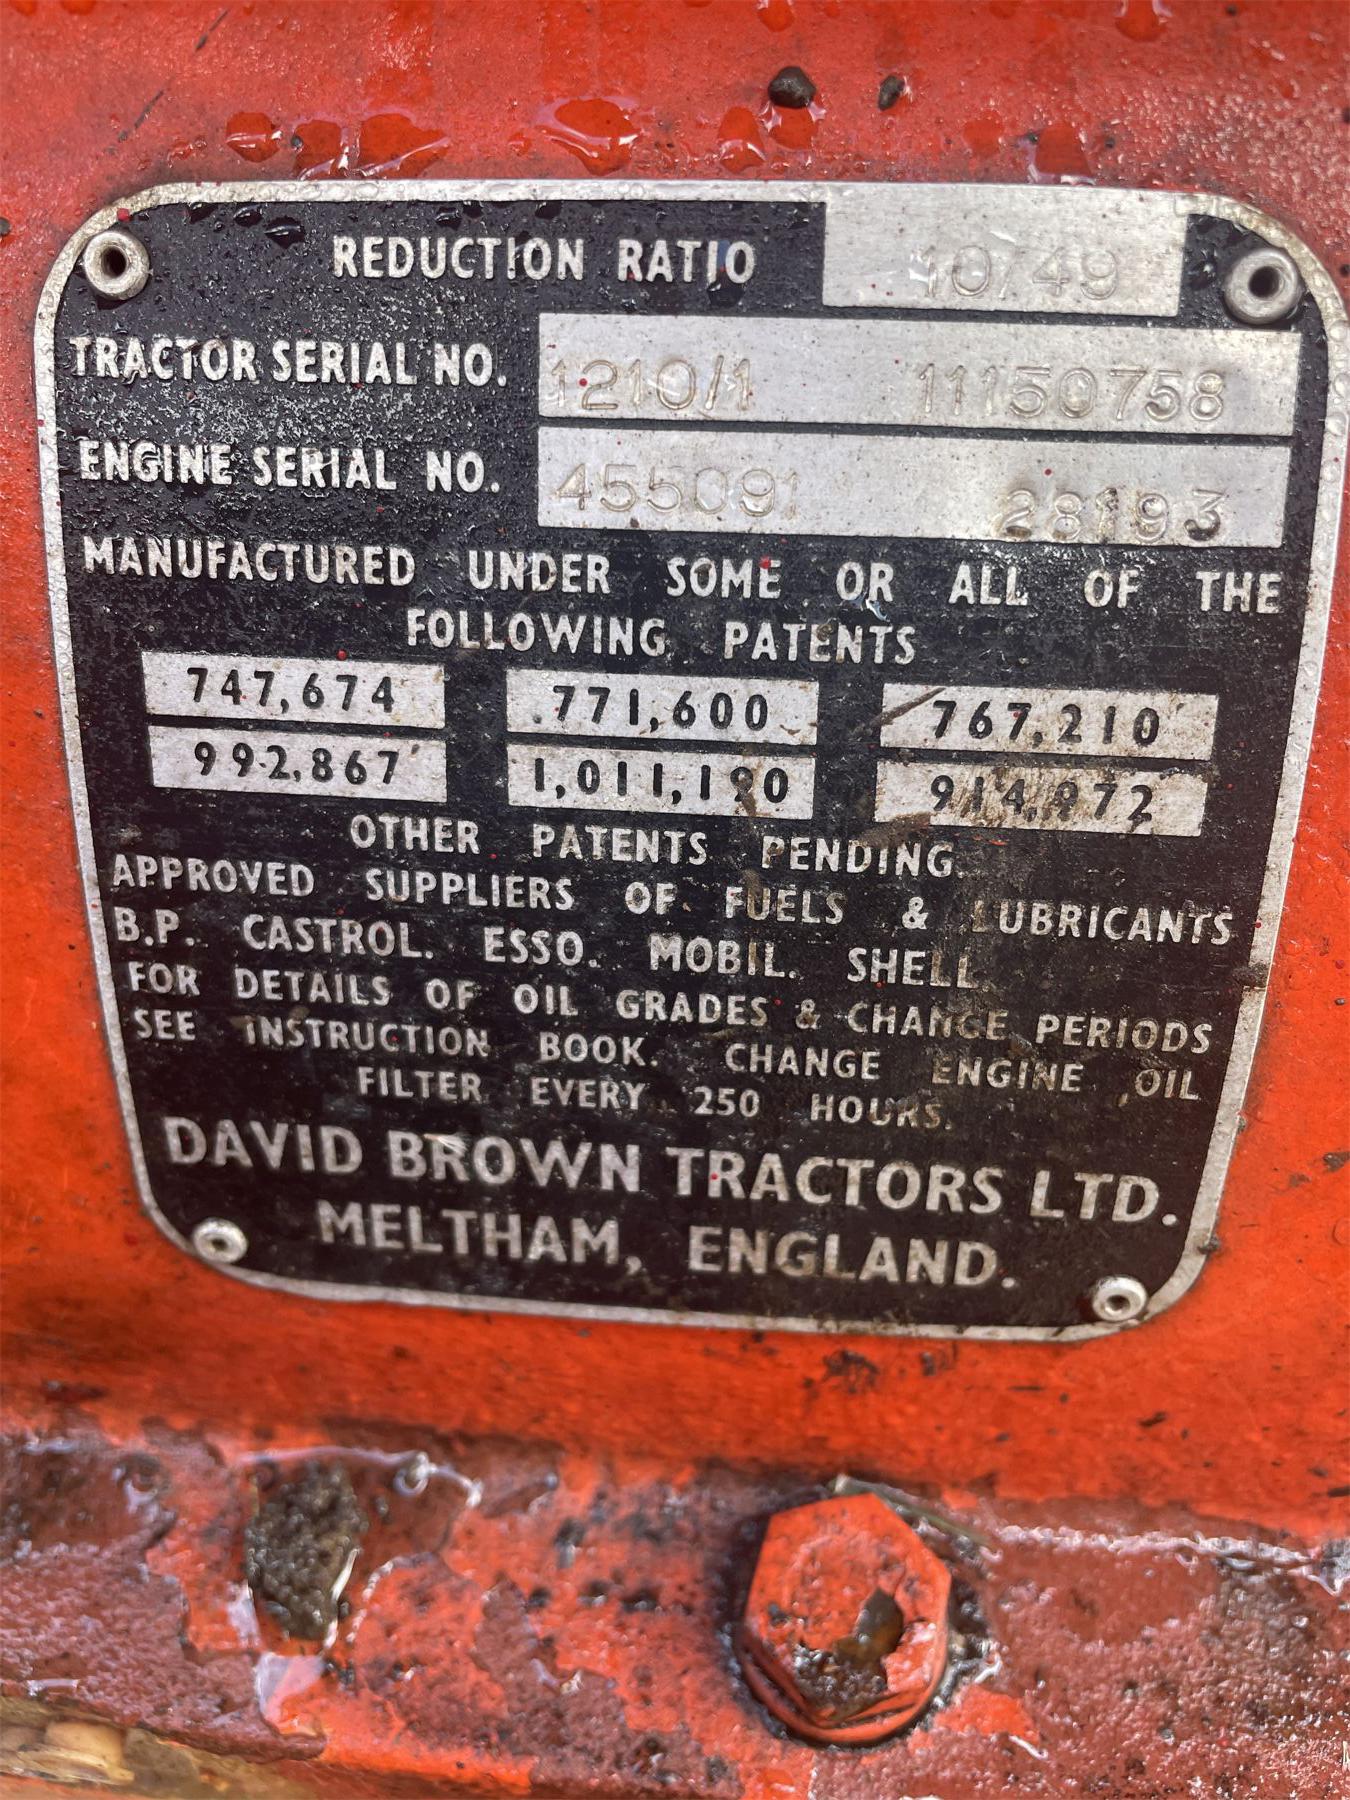 REDUCTION RATIO 10/49
TRACTOR SERIAL NO. 1210/1 11150758
ENGINE SERIAL NO. 455091 28193
MANUFACTURED UNDER SOME OR ALL OF THE
FOLLOWING PATENTS
747,674 771,600 767,210
992,867 1,011,190 914,972
OTHER PATENTS PENDING.
APPROVED SUPPLIERS OF FUELS & LUBRICANTS
B.P. CASTROL. ESSO. MOBIL. SHELL.
FOR DETAILS OF OIL GRADES & CHANGE PERIODS
SEE INSTRUCTION BOOK. CHANGE ENGINE OIL
FILTER EVERY 250 HOURS.
DAVID BROWN TRACTORS LTD.
MELTHAM, ENGLAND.